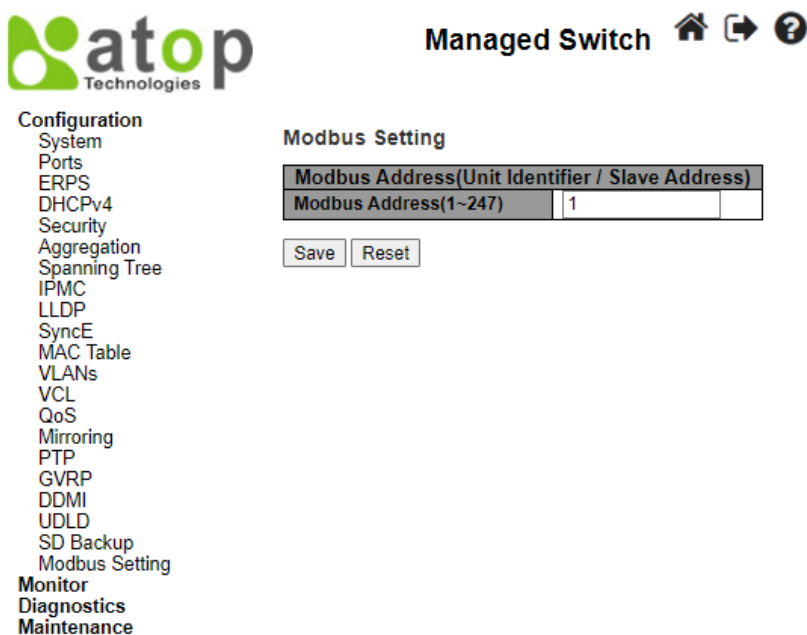 atop
Technologies
Managed Switch
Configuration
System
Ports
ERPS
DHCPv4
Security
Aggregation
Spanning Tree
IPMC
LLDP
SyncE
MAC Table
VLANs
VCL
QoS
Mirroring
PTP
GVRP
DDMI
UDLD
SD Backup
Modbus Setting
Monitor
Diagnostics
Maintenance
Modbus Setting
Modbus Address(Unit Identifier / Slave Address)
Modbus Address(1~247) 1
Save Reset